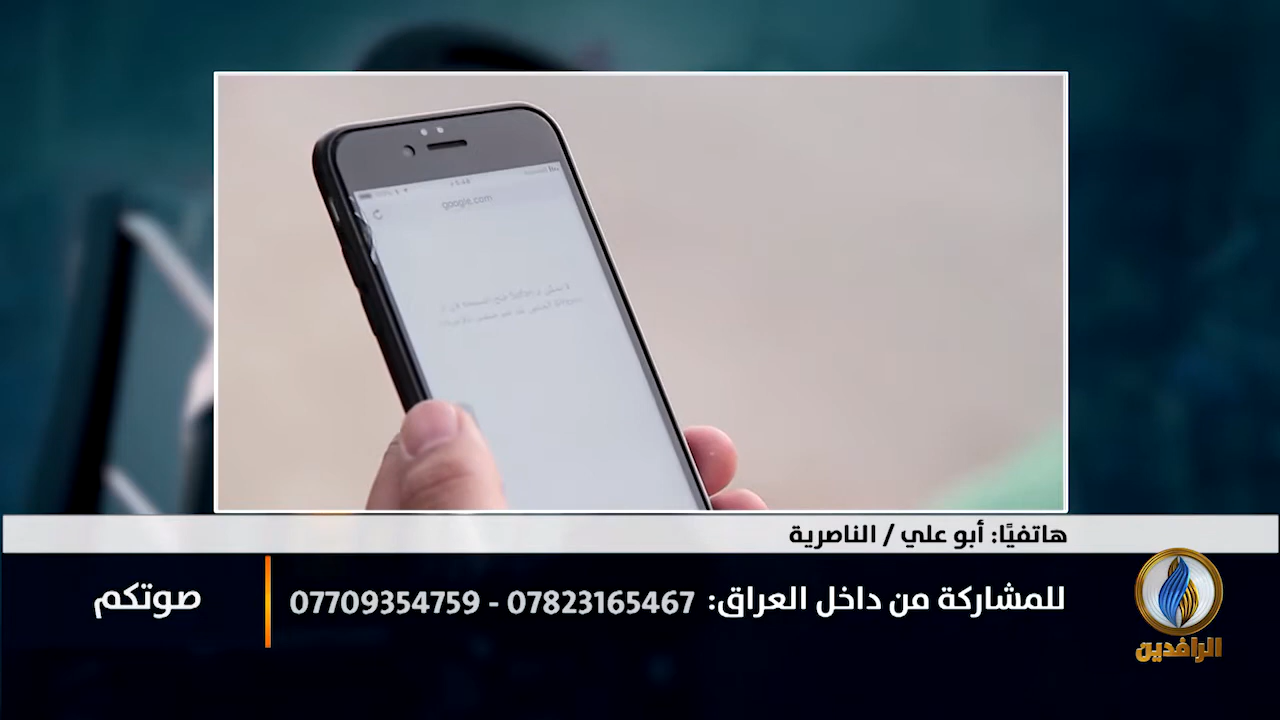 google.com
هاتفيًا: أبو علي / الناصرية
للمشاركة من داخل العراق: 07823165467 - 07709354759
صوتكم
الرافدين